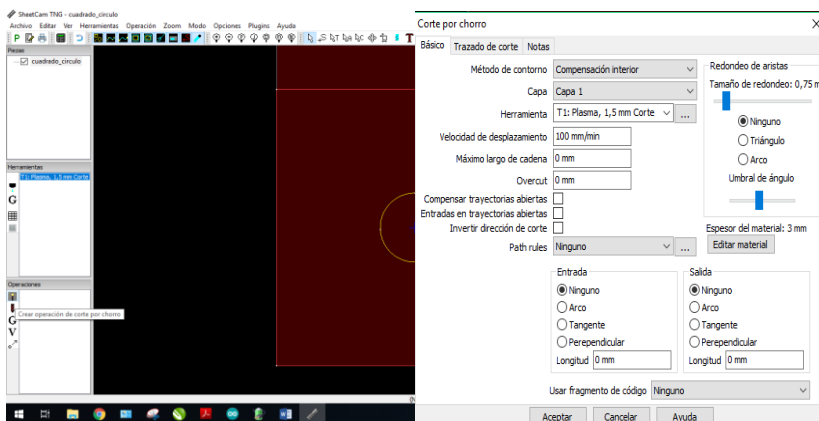 SheetCam TNG - cuadrado_circulo
Archivo Editar Ver Herramientas Operación Zoom Modo Opciones Plugins Ayuda
Piezas
cuadrado_circulo
Herramientas
T1: Plasma, 1,5 mm Corte
Operaciones
Crear operación de corte por chorro
Corte por chorro
Básico Trazado de corte Notas
Método de contorno Compensación interior
Capa Capa 1
Herramienta T1: Plasma, 1,5 mm Corte ...
Velocidad de desplazamiento 100 mm/min
Máximo largo de cadena 0 mm
Overcut 0 mm
Compensar trayectorias abiertas
Entradas en trayectorias abiertas
Invertir dirección de corte
Path rules Ninguno ...
Redondeo de aristas
Tamaño de redondeo: 0,75 m
Ninguno
Triángulo
Arco
Umbral de ángulo
Espesor del material: 3 mm
Editar material
Entrada
Ninguno
Arco
Tangente
Perependicular
Longitud 0 mm
Salida
Ninguno
Arco
Tangente
Perependicular
Longitud 0 mm
Usar fragmento de código Ninguno
Aceptar Cancelar Ayuda